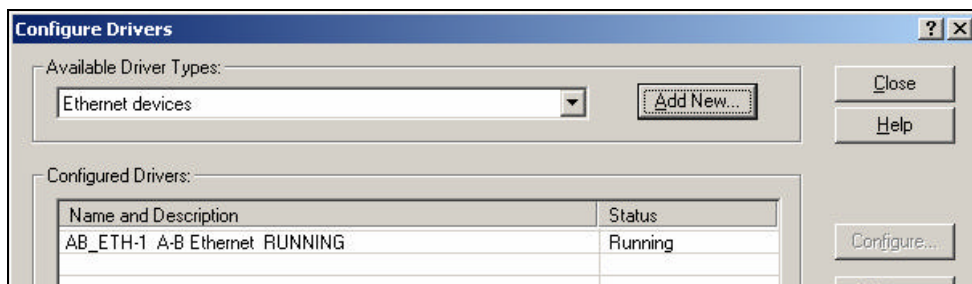 Configure Drivers
Available Driver Types:
Ethernet devices
Add New...
Close
Help
Configured Drivers:
Name and Description Status
AB_ETH-1 A-B Ethernet RUNNING Running
Configure...